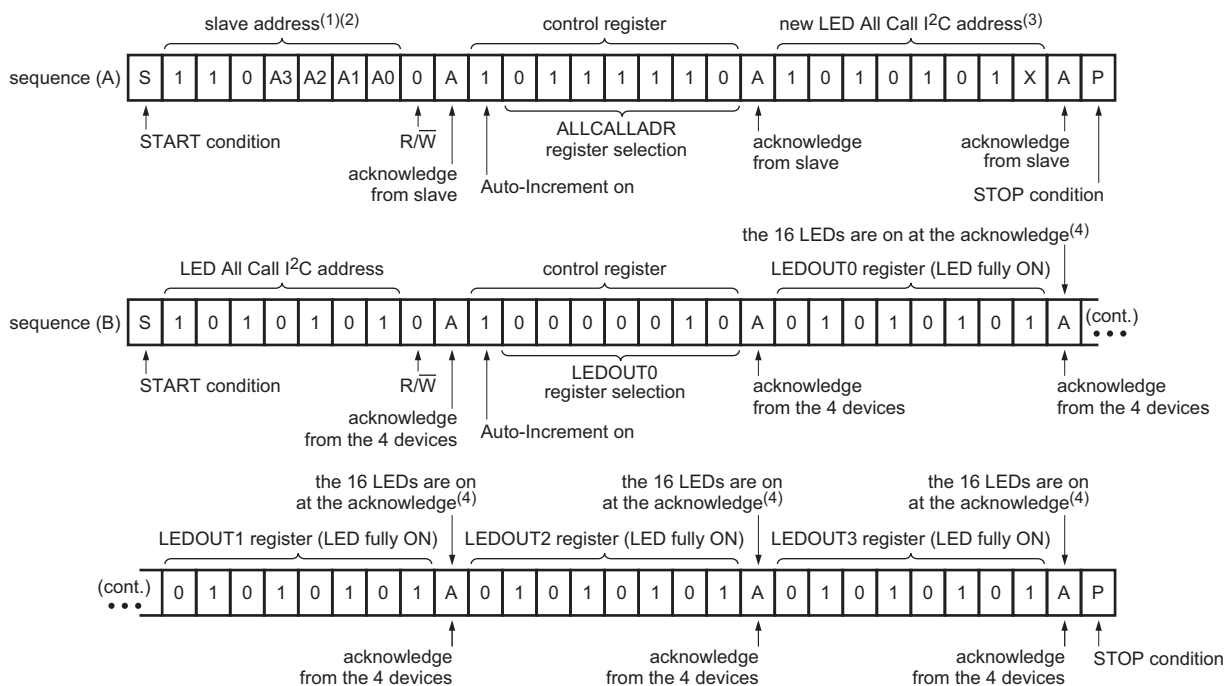 slave address(1)(2) control register new LED All Call I2C address(3)
sequence (A) S 1 1 0 A3 A2 A1 A0 0 A 1 0 1 1 1 1 1 0 A 1 0 1 0 1 0 1 X A P
START condition R/W ALLCALLADR acknowledge acknowledge
register selection from slave from slave
acknowledge
from slave Auto-Increment on STOP condition
the 16 LEDs are on at the acknowledge(4)
LED All Call I2C address control register LEDOUT0 register (LED fully ON)
sequence (B) S 1 0 1 0 1 0 1 0 A 1 0 0 0 0 0 1 0 A 0 1 0 1 0 1 0 1 A (cont.)
START condition R/W LEDOUT0 acknowledge acknowledge
register selection from the 4 devices from the 4 devices
acknowledge
from the 4 devices Auto-Increment on
the 16 LEDs are on the 16 LEDs are on the 16 LEDs are on
at the acknowledge(4) at the acknowledge(4) at the acknowledge(4)
LEDOUT1 register (LED fully ON) LEDOUT2 register (LED fully ON) LEDOUT3 register (LED fully ON)
(cont.) 0 1 0 1 0 1 0 1 A 0 1 0 1 0 1 0 1 A 0 1 0 1 0 1 0 1 A P
acknowledge acknowledge acknowledge STOP condition
from the 4 devices from the 4 devices from the 4 devices